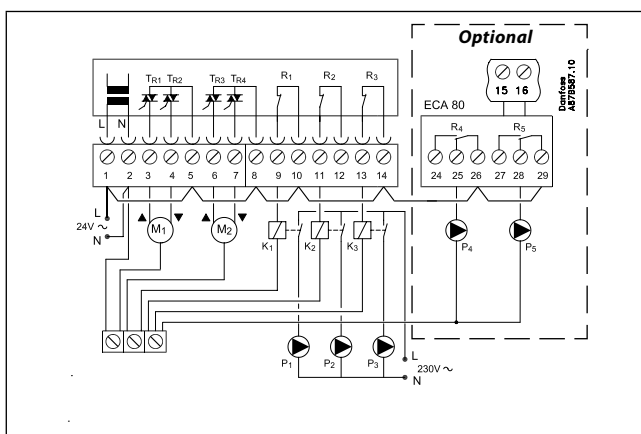 Optional
TR1 TR2 TR3 TR4 R1 R2 R3
15 16
Danfoss
A87B587.10
ECA 80
L N
R4 R5
1 2 3 4 5 6 7 8 9 10 11 12 13 14
24 25 26 27 28 29
L
24V ~
N
M1 M2
K1 K2 K3
P4 P5
P1 P2 P3
L
230V ~
N